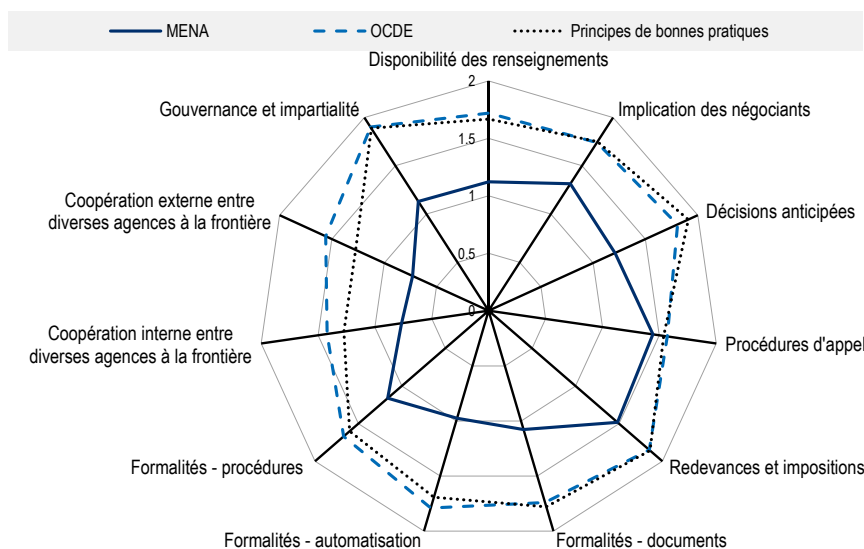 MENA
OCDE
Principes de bonnes pratiques
Disponibilité des renseignements
2
Gouvernance et impartialité
Implication des négociants
1.5
Coopération externe entre
diverses agences à la frontière
1
Décisions anticipées
0.5
0
Coopération interne entre
diverses agences à la frontière
Procédures d'appel
Formalités - procédures
Redevances et impositions
Formalités - automatisation
Formalités - documents